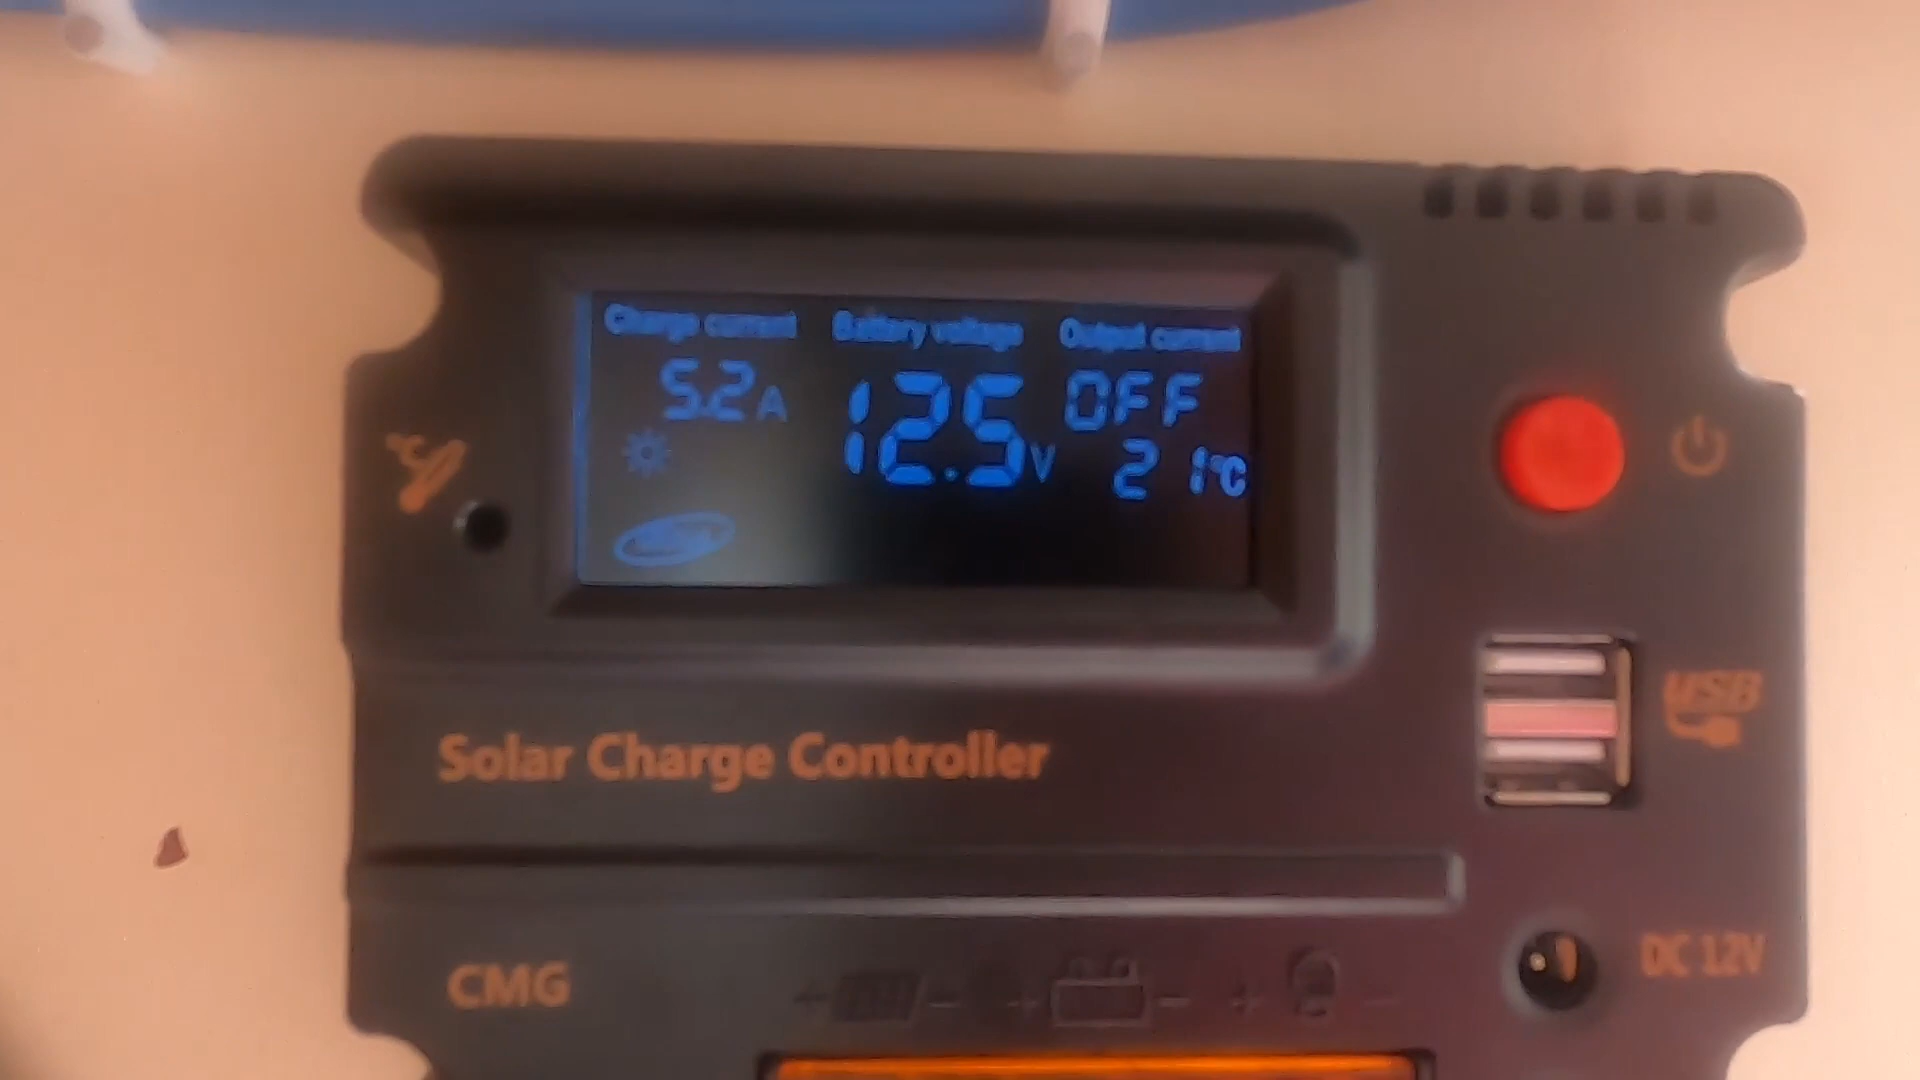 Charge current Battery voltage Output current
5.2A 12.5V OFF
21°C
°C
USB
Solar Charge Controller
CMG
DC 12V
+ - + - + -